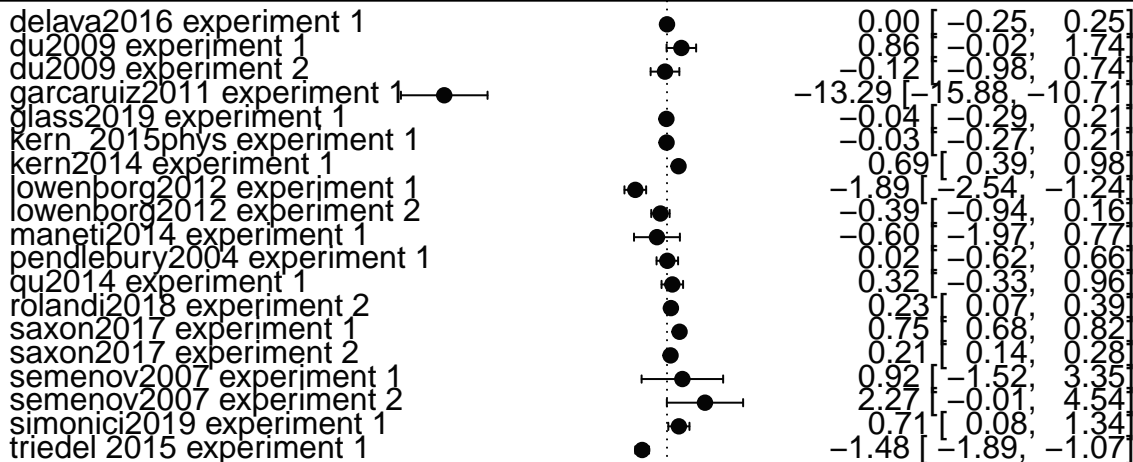 delava2016 experiment 1 0.00 [ −0.25, 0.25]
du2009 experiment 1 0.86 [ −0.02, 1.74]
du2009 experiment 2 −0.12 [ −0.98, 0.74]
garcaruiz2011 experiment 1 −13.29 [−15.88, −10.71]
glass2019 experiment 1 −0.04 [ −0.29, 0.21]
kern_2015phys experiment 1 −0.03 [ −0.27, 0.21]
kern2014 experiment 1 0.69 [ 0.39, 0.98]
lowenborg2012 experiment 1 −1.89 [ −2.54, −1.24]
lowenborg2012 experiment 2 −0.39 [ −0.94, 0.16]
maneti2014 experiment 1 −0.60 [ −1.97, 0.77]
pendlebury2004 experiment 1 0.02 [ −0.62, 0.66]
qu2014 experiment 1 0.32 [ −0.33, 0.96]
rolandi2018 experiment 2 0.23 [ 0.07, 0.39]
saxon2017 experiment 1 0.75 [ 0.68, 0.82]
saxon2017 experiment 2 0.21 [ 0.14, 0.28]
semenov2007 experiment 1 0.92 [ −1.52, 3.35]
semenov2007 experiment 2 2.27 [ −0.01, 4.54]
simonici2019 experiment 1 0.71 [ 0.08, 1.34]
triedel 2015 experiment 1 −1.48 [ −1.89, −1.07]